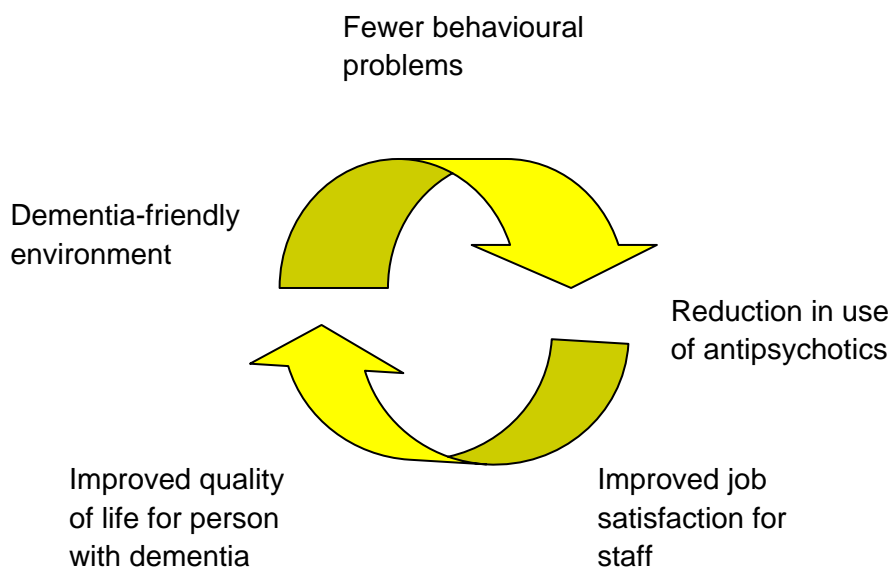 Fewer behavioural
problems
Dementia-friendly
environment
Reduction in use
of antipsychotics
Improved quality
of life for person
with dementia
Improved job
satisfaction for
staff